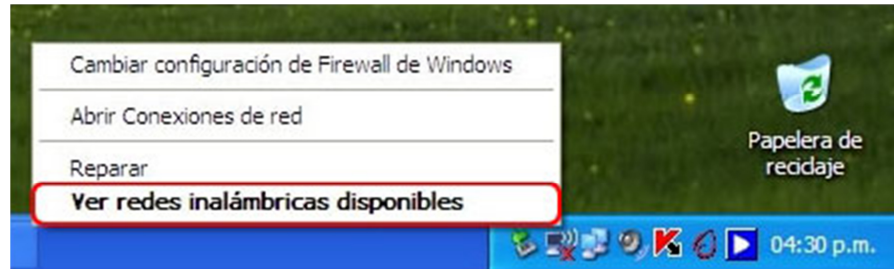 Cambiar configuración de Firewall de Windows
Abrir Conexiones de red
Reparar
Ver redes inalámbricas disponibles
Papelera de
reciclaje
04:30 p.m.